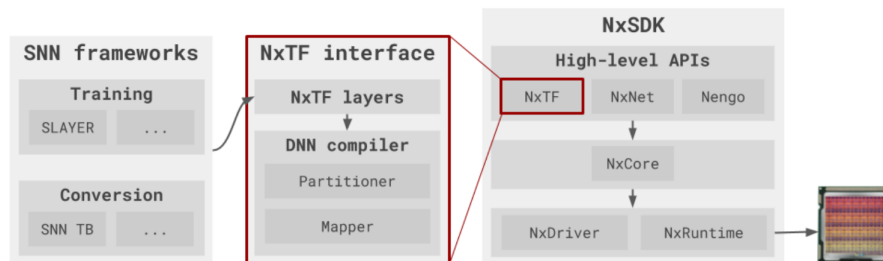 SNN frameworks
Training
SLAYER
...
Conversion
SNN TB
...
NxTF interface
NxTF layers
DNN compiler
Partitioner
Mapper
NxSDK
High-level APIs
NxTF
NxNet
Nengo
NxCore
NxDriver
NxRuntime